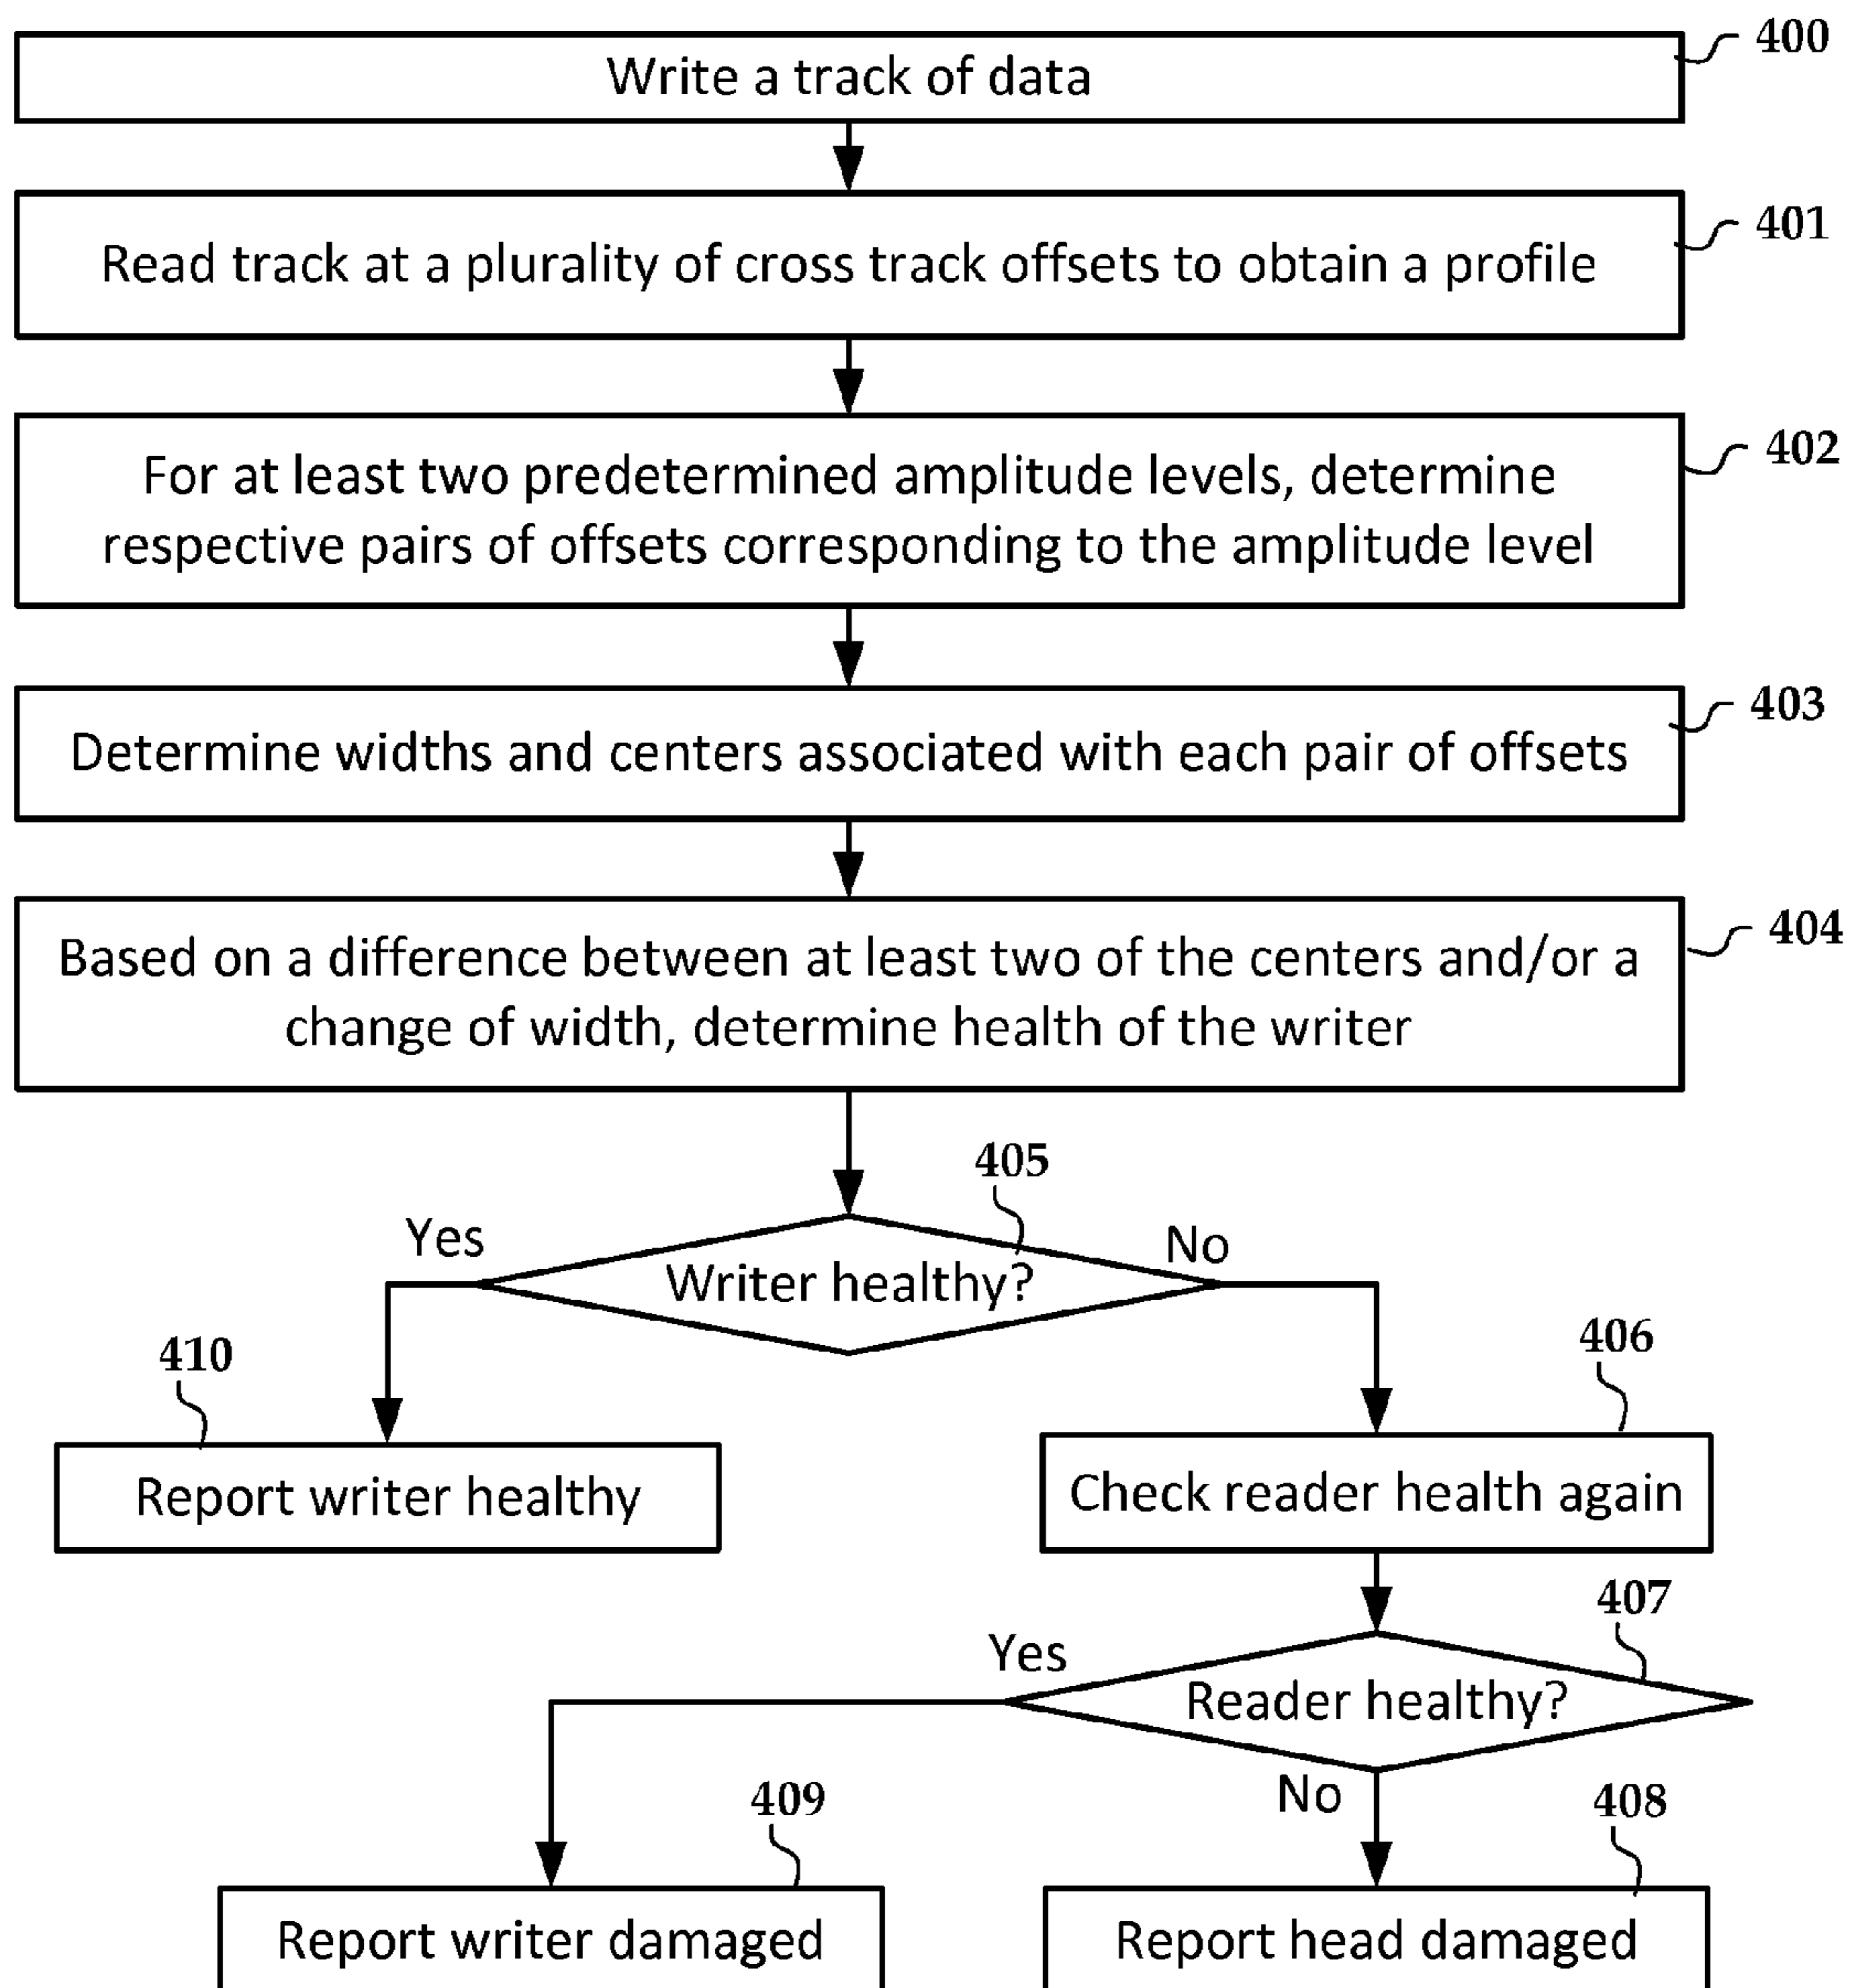 400
Write a track of data
401
Read track at a plurality of cross track offsets to obtain a profile
402
For at least two predetermined amplitude levels, determine
respective pairs of offsets corresponding to the amplitude level
403
Determine widths and centers associated with each pair of offsets
404
Based on a difference between at least two of the centers and/or a
change of width, determine health of the writer
405
Yes
No
Writer healthy?
410
406
Report writer healthy
Check reader health again
407
Yes
Reader healthy?
No
409
408
Report writer damaged
Report head damaged